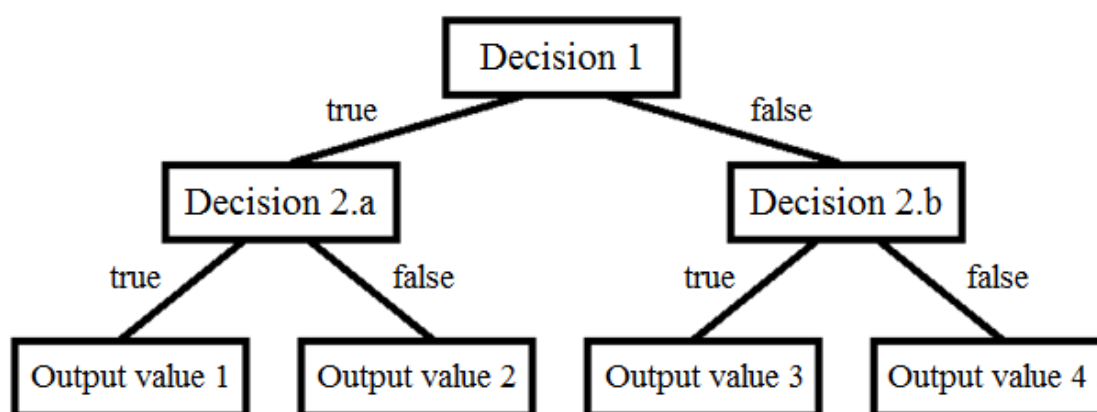 Decision 1
true
false
Decision 2.a
Decision 2.b
true
false
true
false
Output value 1
Output value 2
Output value 3
Output value 4